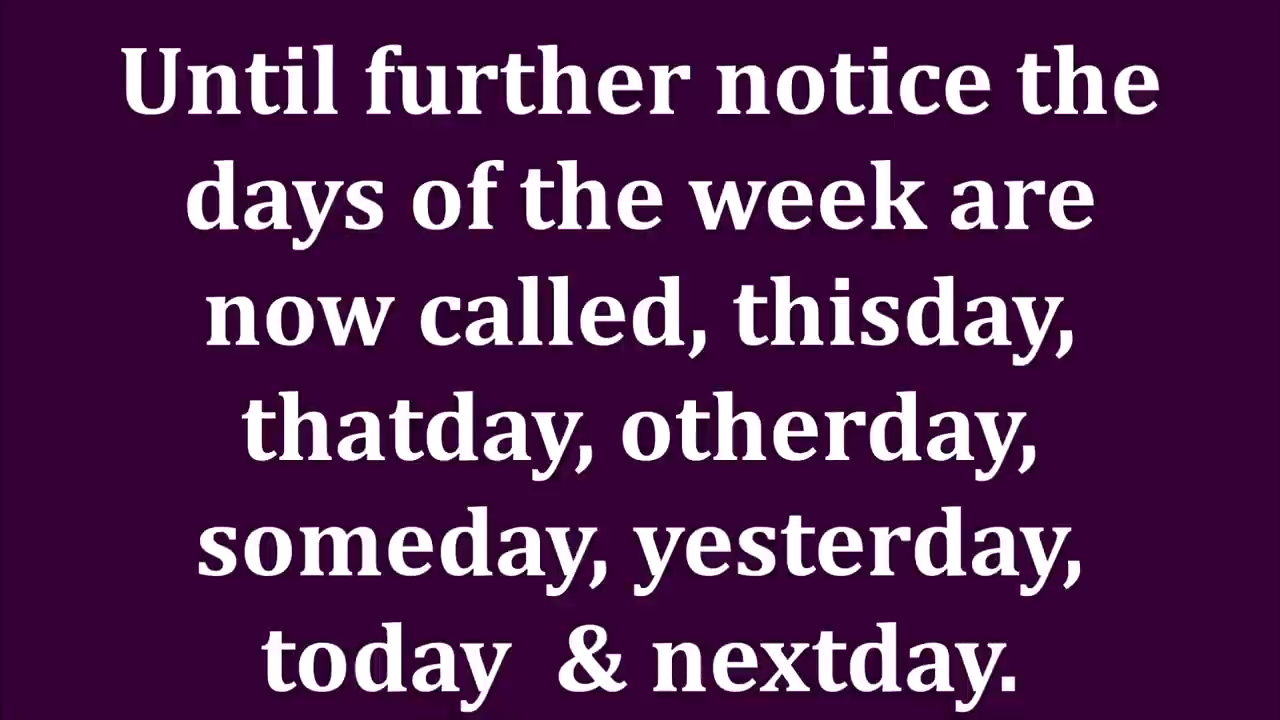 Until further notice the
days of the week are
now called, thisday,
thatday, otherday,
someday, yesterday,
today  & nextday.